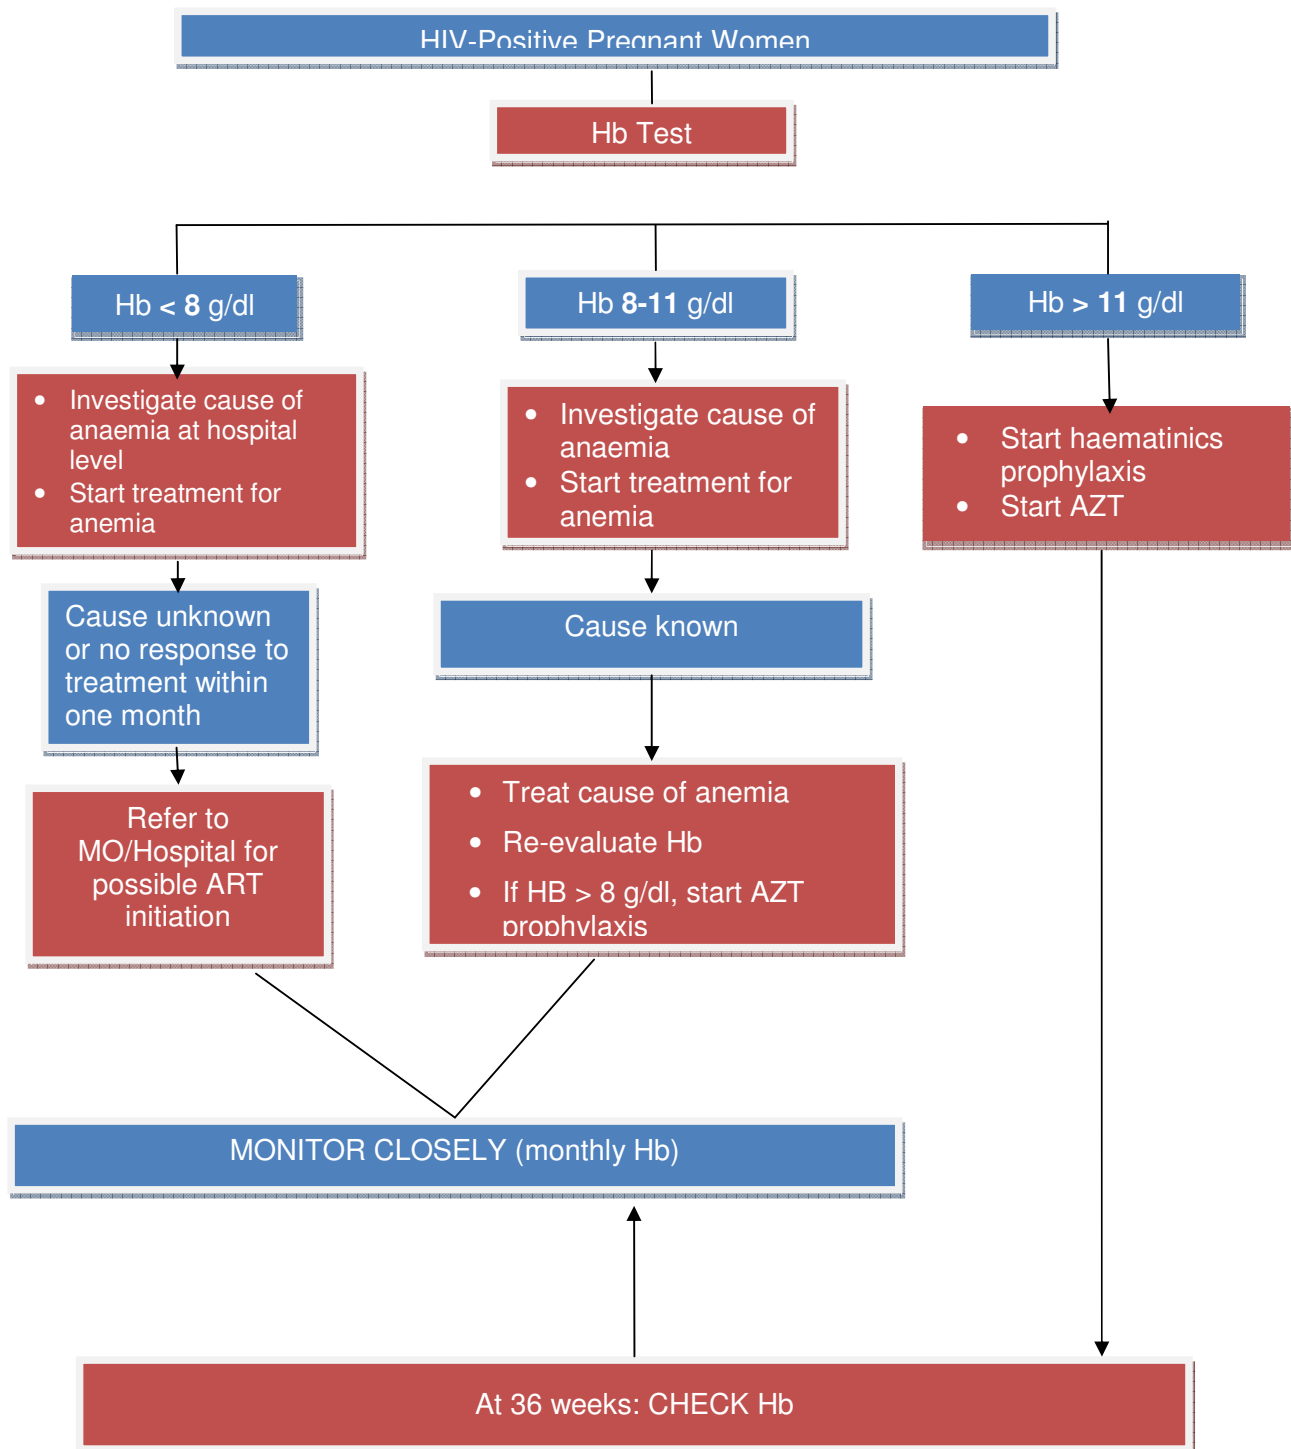 HIV-Positive Pregnant Women
Hb Test
Hb < 8 g/dl
Hb 8-11 g/dl
Hb > 11 g/dl
• Investigate cause of
anaemia at hospital
level
• Start treatment for
anemia
• Investigate cause of
anaemia
• Start treatment for
anemia
• Start haematinics
prophylaxis
• Start AZT
Cause unknown
or no response to
treatment within
one month
Cause known
Refer to
MO/Hospital for
possible ART
initiation
• Treat cause of anemia
• Re-evaluate Hb
• If HB > 8 g/dl, start AZT
prophylaxis
MONITOR CLOSELY (monthly Hb)
At 36 weeks: CHECK Hb